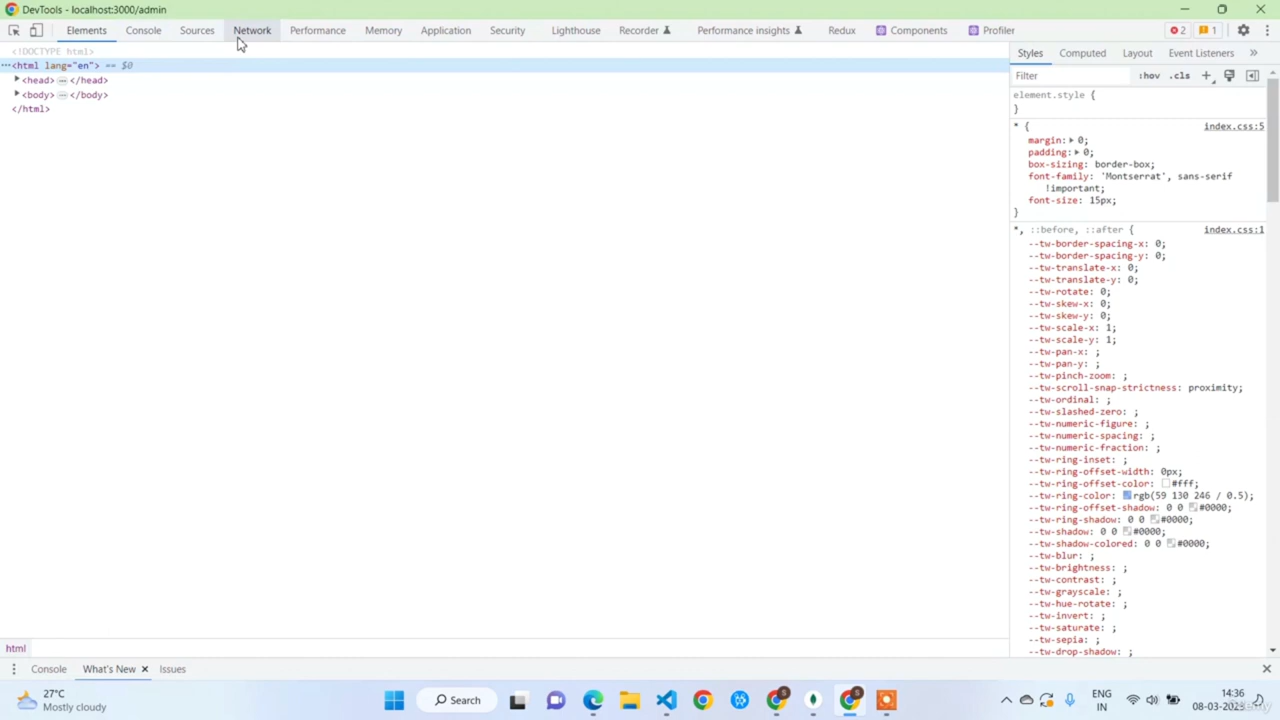 DevTools - localhost:3000/admin
Elements Console Sources Network Performance Memory Application Security Lighthouse Recorder Performance insights Redux Components Profiler 2 1
<!DOCTYPE html>
<html lang="en"> == $0
<head> … </head>
<body> … </body>
</html>
Styles Computed Layout Event Listeners »
Filter :hov .cls +
element.style {
}
* { index.css:5
margin: 0;
padding: 0;
box-sizing: border-box;
font-family: 'Montserrat', sans-serif
!important;
font-size: 15px;
}
*, ::before, ::after { index.css:1
--tw-border-spacing-x: 0;
--tw-border-spacing-y: 0;
--tw-translate-x: 0;
--tw-translate-y: 0;
--tw-rotate: 0;
--tw-skew-x: 0;
--tw-skew-y: 0;
--tw-scale-x: 1;
--tw-scale-y: 1;
--tw-pan-x: ;
--tw-pan-y: ;
--tw-pinch-zoom: ;
--tw-scroll-snap-strictness: proximity;
--tw-ordinal: ;
--tw-slashed-zero: ;
--tw-numeric-figure: ;
--tw-numeric-spacing: ;
--tw-numeric-fraction: ;
--tw-ring-inset: ;
--tw-ring-offset-width: 0px;
--tw-ring-offset-color: #fff;
--tw-ring-color: rgb(59 130 246 / 0.5);
--tw-ring-offset-shadow: 0 0 #0000;
--tw-ring-shadow: 0 0 #0000;
--tw-shadow: 0 0 #0000;
--tw-shadow-colored: 0 0 #0000;
--tw-blur: ;
--tw-brightness: ;
--tw-contrast: ;
--tw-grayscale: ;
--tw-hue-rotate: ;
--tw-invert: ;
--tw-saturate: ;
--tw-sepia: ;
--tw-drop-shadow: ;
html
Console What's New Issues
27°C
Mostly cloudy
Search
ENG
IN
14:36
08-03-2023